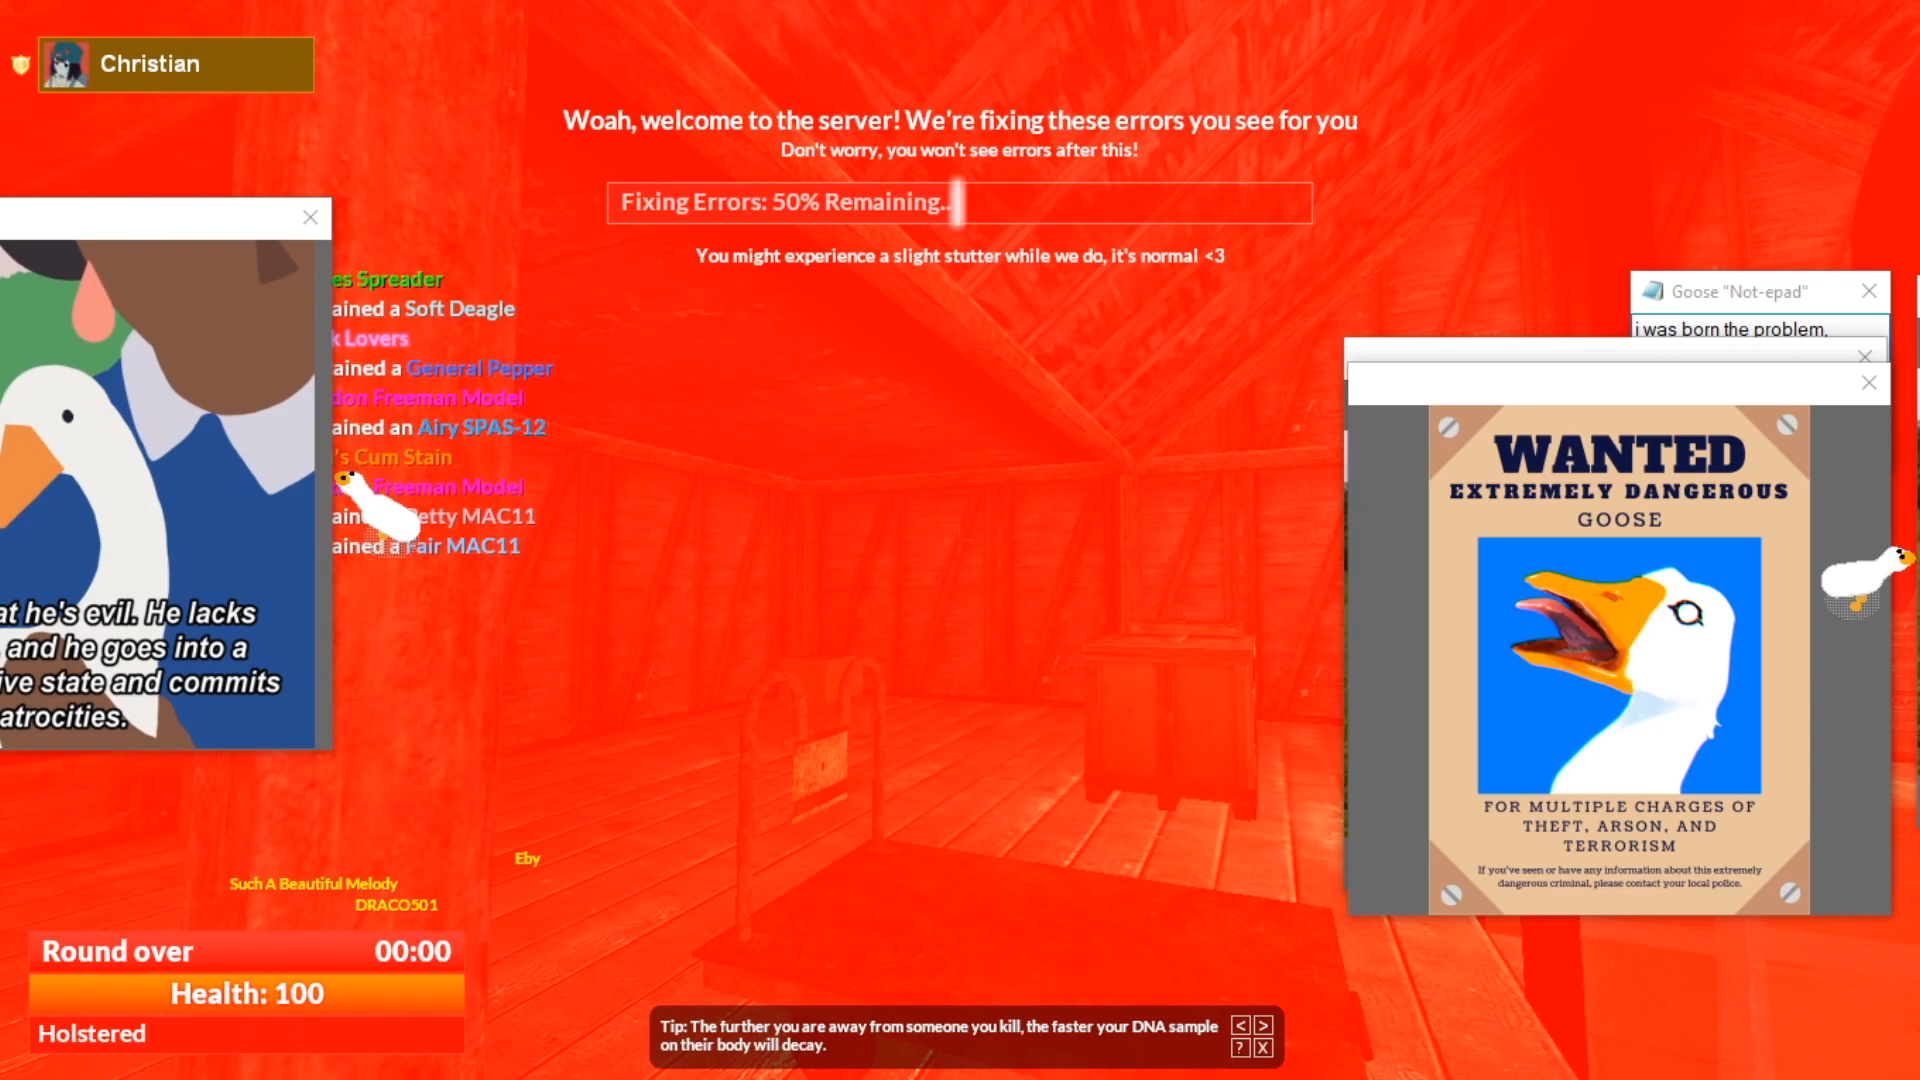 Christian
Woah, welcome to the server! We're fixing these errors you see for you
Don't worry, you won't see errors after this!
Fixing Errors: 50% Remaining..
You might experience a slight stutter while we do, it's normal <3
es Spreader
ained a Soft Deagle
k Lovers
ained a General Pepper
don Freeman Model
ained an Airy SPAS-12
's Cum Stain
Freeman Model
ain etty MAC11
ained a Fair MAC11
at he's evil. He lacks
and he goes into a
ive state and commits
atrocities.
Goose "Not-epad"
i was born the problem,
WANTED
EXTREMELY DANGEROUS
GOOSE
FOR MULTIPLE CHARGES OF
THEFT, ARSON, AND
TERRORISM
If you've seen or have any information about this extremely
dangerous criminal, please contact your local police.
Eby
Such A Beautiful Melody
DRACO501
Round over 00:00
Health: 100
Holstered
Tip: The further you are away from someone you kill, the faster your DNA sample
on their body will decay.
< >
? X